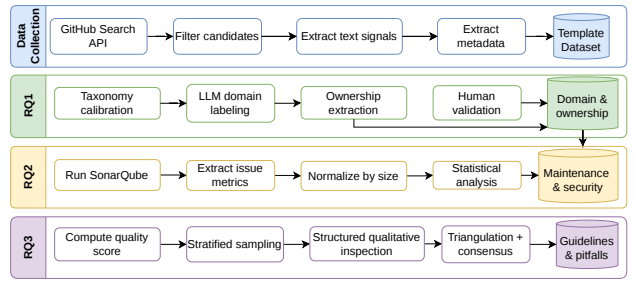 Data
Collection
GitHub Search
API
Filter candidates
Extract text signals
Extract
metadata
Template
Dataset
RQ1
Taxonomy
calibration
LLM domain
labeling
Ownership
extraction
Human
validation
Domain &
ownership
RQ2
Run SonarQube
Extract issue
metrics
Normalize by size
Statistical
analysis
Maintenance
& security
RQ3
Compute quality
score
Stratified sampling
Structured qualitative
inspection
Triangulation +
consensus
Guidelines
& pitfalls